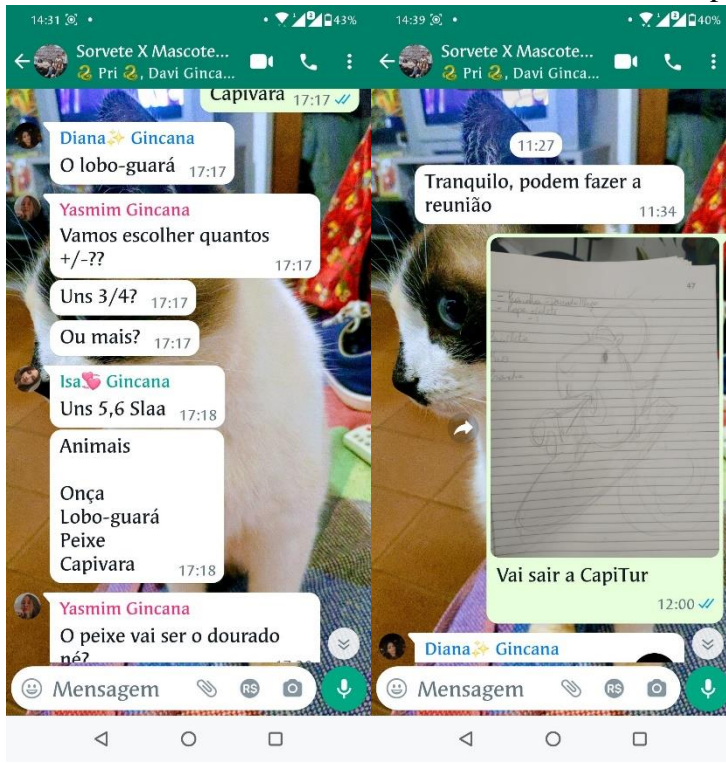 14:31
43%
Sorvete X Mascote...
🐍 Pri 🐍, Davi Ginca...
Capivara 17:17
Diana✨ Gincana
O lobo-guará 17:17
Yasmim Gincana
Vamos escolher quantos
+/-??
17:17
Uns 3/4? 17:17
Ou mais? 17:17
Isa💝 Gincana
Uns 5,6 Slaa 17:18
Animais
Onça
Lobo-guará
Peixe
Capivara 17:18
Yasmim Gincana
O peixe vai ser o dourado
né?
Mensagem
RS
14:39
40%
Sorvete X Mascote...
🐍 Pri 🐍, Davi Ginca...
11:27
Tranquilo, podem fazer a
reunião
11:34
47
Vai sair a CapiTur
12:00
Diana✨ Gincana
Mensagem
RS